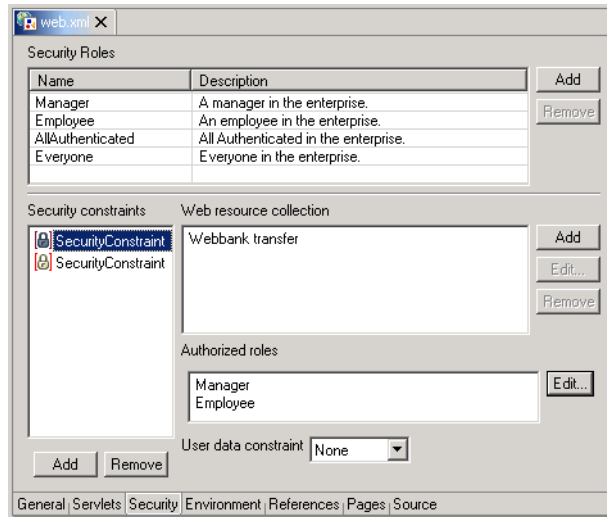 web.xml
Security Roles
Name Description Add
Manager A manager in the enterprise. Remove
Employee An employee in the enterprise.
AllAuthenticated All Authenticated in the enterprise.
Everyone Everyone in the enterprise.
Security constraints Web resource collection
SecurityConstraint Webbank transfer Add
SecurityConstraint Edit...
Remove
Authorized roles
Manager Edit...
Employee
User data constraint None
Add Remove
General Servlets Security Environment References Pages Source